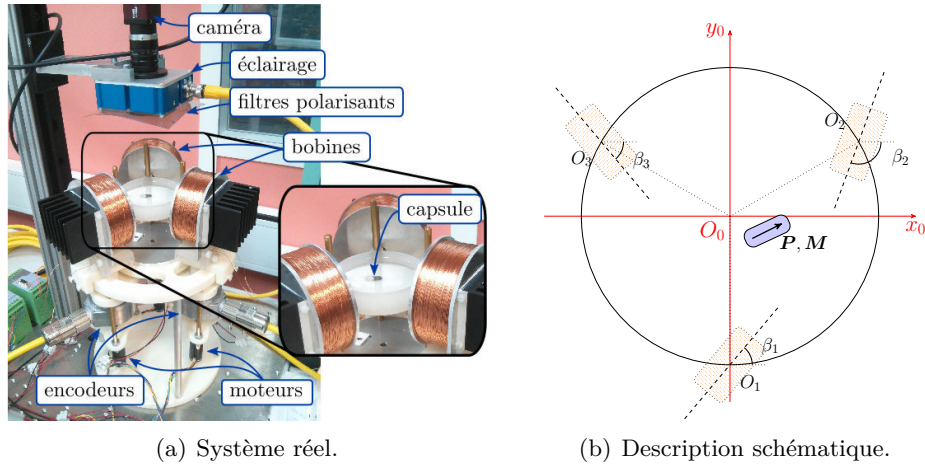 caméra
éclairage
filtres polarisants
bobines
capsule
encodeurs
moteurs
(a) Système réel.
y₀
O₂
β₂
O₃
β₃
O₀
x₀
P, M
β₁
O₁
(b) Description schématique.